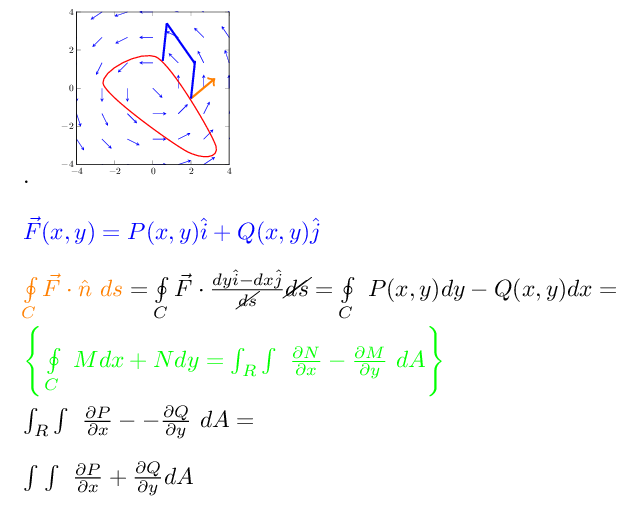 4
2
0
−2
−4
−4 −2 0 2 4
.
$\vec{F}(x,y) = P(x,y)\hat{i} + Q(x,y)\hat{j}$
$\oint_C \vec{F} \cdot \hat{n}\ ds = \oint_C \vec{F} \cdot \frac{dy\hat{i} - dx\hat{j}}{\cancel{ds}} \cancel{ds} = \oint_C\ P(x,y)dy - Q(x,y)dx =$
$\left\{ \oint_C\ Mdx + Ndy = \int_R \int\ \frac{\partial N}{\partial x} - \frac{\partial M}{\partial y}\ dA \right\}$
$\int_R \int\ \frac{\partial P}{\partial x} - -\frac{\partial Q}{\partial y}\ dA =$
$\int \int\ \frac{\partial P}{\partial x} + \frac{\partial Q}{\partial y} dA$